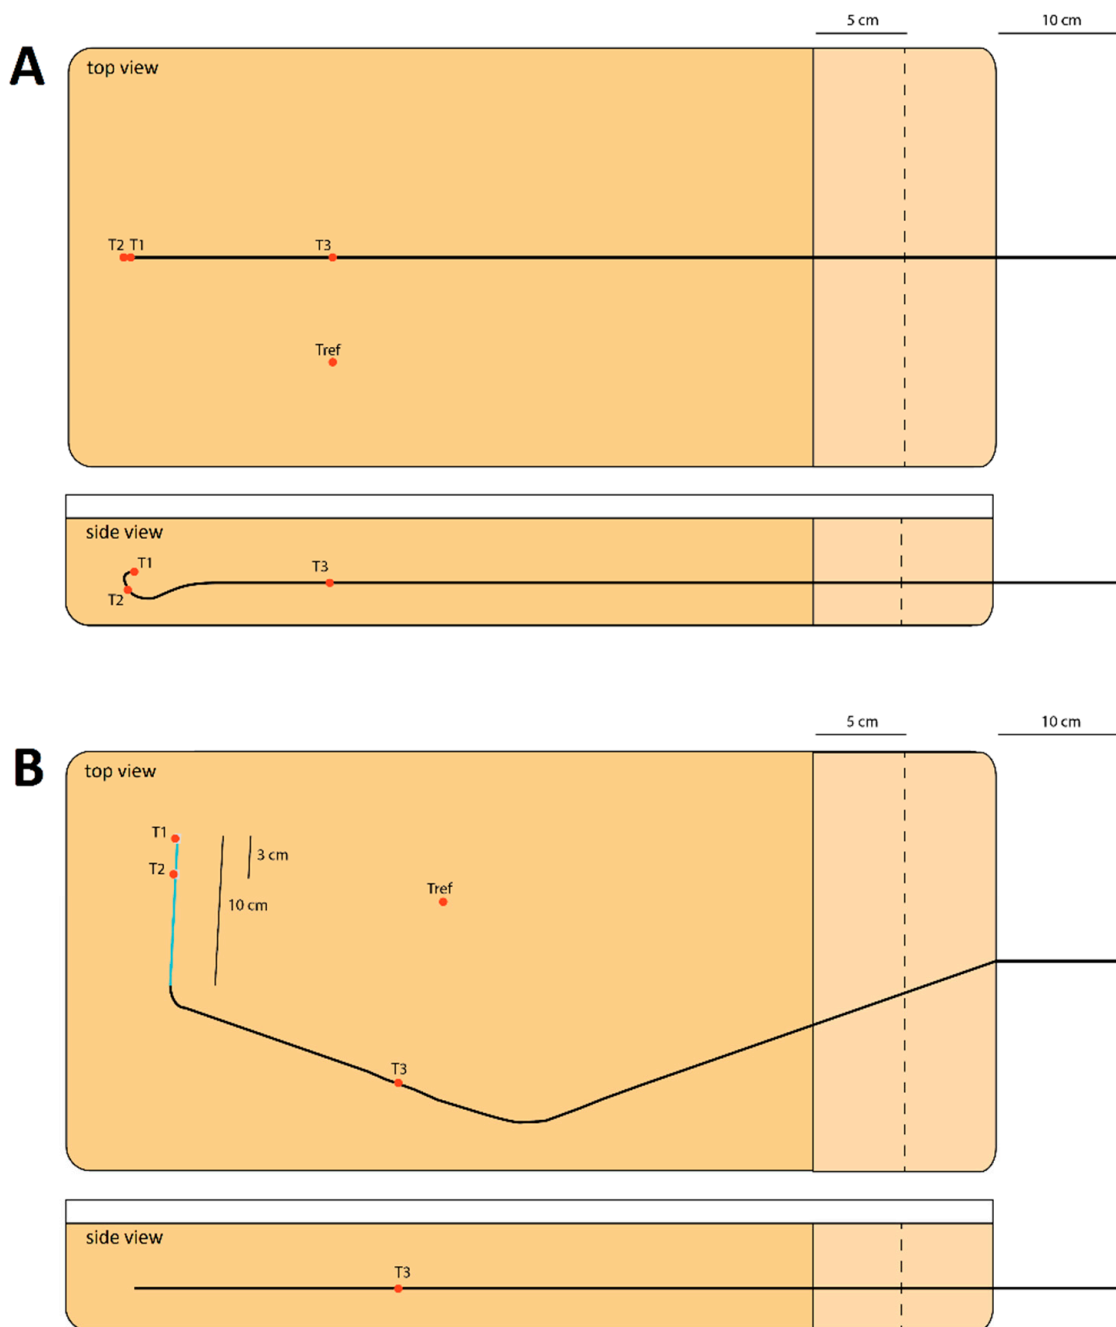 5 cm 10 cm
A
top view
T2 T1 T3
Tref
side view
T1
T3
T2
5 cm 10 cm
B
top view
T1
3 cm
T2
Tref
10 cm
T3
side view
T3